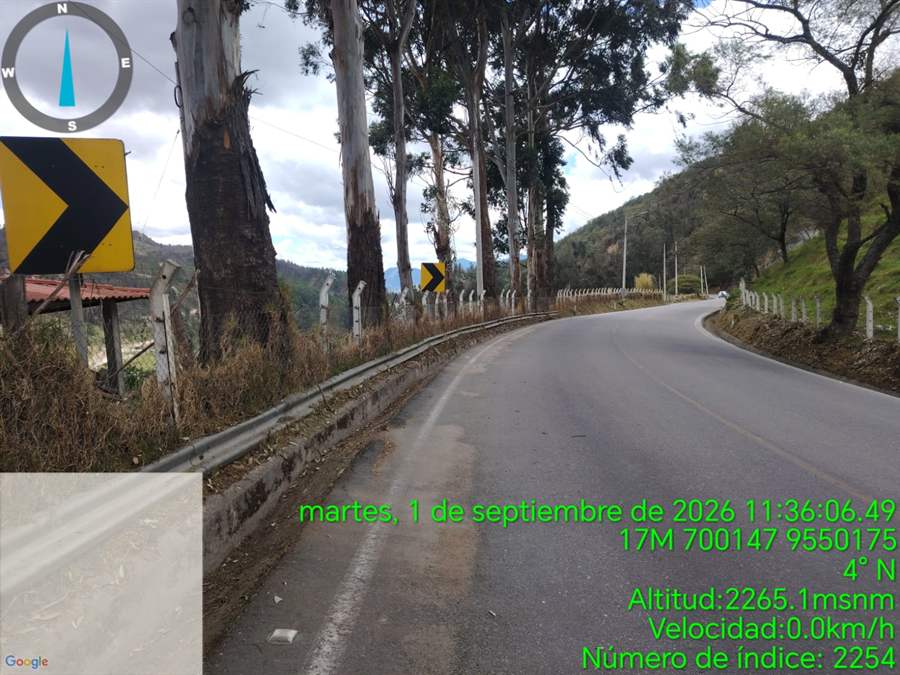 N
W
E
S
martes, 1 de septiembre de 2026 11:36:06.49
17M 700147 9550175
4° N
Altitud:2265.1msnm
Velocidad:0.0km/h
Número de índice: 2254
Google